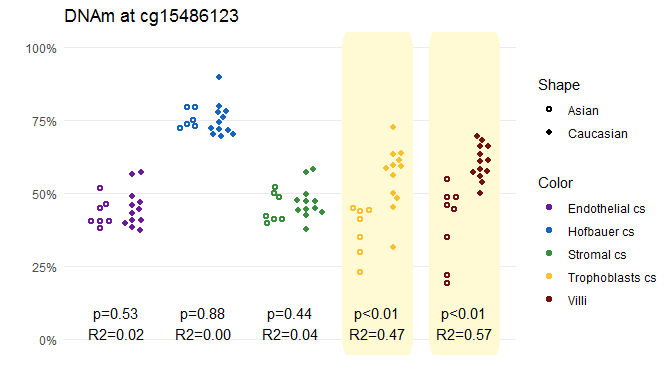 DNAm at cg15486123
100%
75%
50%
25%
0%
p=0.53
R2=0.02
p=0.88
R2=0.00
p=0.44
R2=0.04
p<0.01
R2=0.47
p<0.01
R2=0.57
Shape
Asian
Caucasian
Color
Endothelial cs
Hofbauer cs
Stromal cs
Trophoblasts cs
Villi